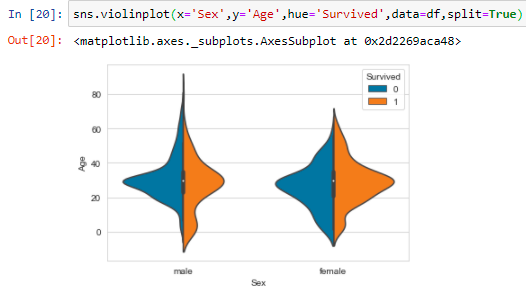 In [20]: sns.violinplot(x='Sex',y='Age',hue='Survived',data=df,split=True)
Out[20]: <matplotlib.axes._subplots.AxesSubplot at 0x2d2269aca48>
Survived
0
1
80
60
40
20
0
Age
male female
Sex